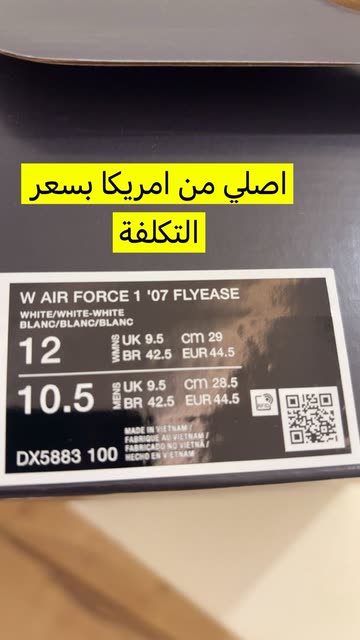 اصلي من امريكا بسعر
التكلفة
W AIR FORCE 1 '07 FLYEASE
WHITE/WHITE-WHITE
BLANC/BLANC/BLANC
12 WMNS UK 9.5 cm 29
BR 42.5 EUR 44.5
10.5 MENS UK 9.5 cm 28.5
BR 42.5 EUR 44.5
MADE IN VIETNAM /
FABRIQUÉ AU VIETNAM /
FABRICADO NO VIETNÃ /
HECHO EN VIETNAM
DX5883 100